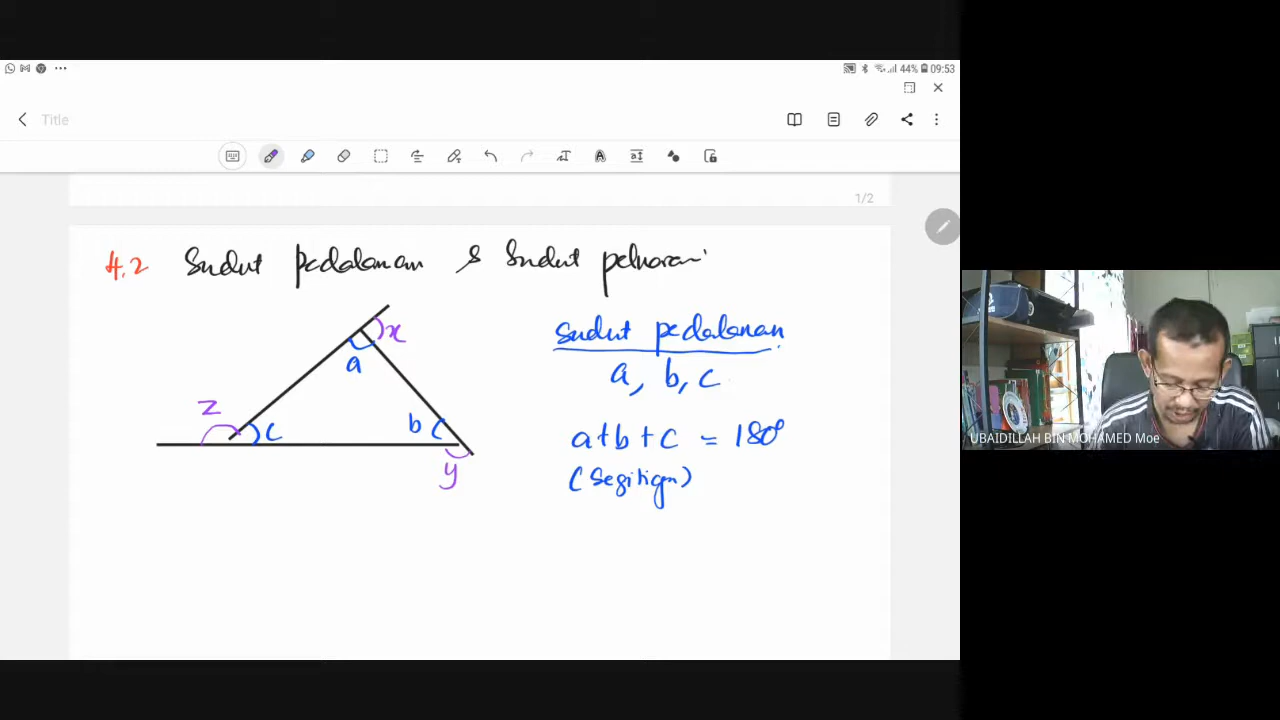 44% 09:53
Title
1/2
4.2 Sudut pedalaman & Sudut peluaran
x
a
z
c
b
y
Sudut pedalaman
a, b, c
a+b+c = 180°
(Segitiga)
UBAIDILLAH BIN MOHAMED Moe